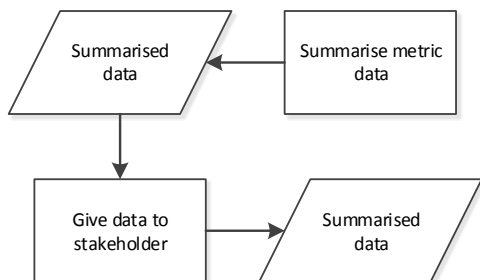 Summarised
data
Summarise metric
data
Give data to
stakeholder
Summarised
data